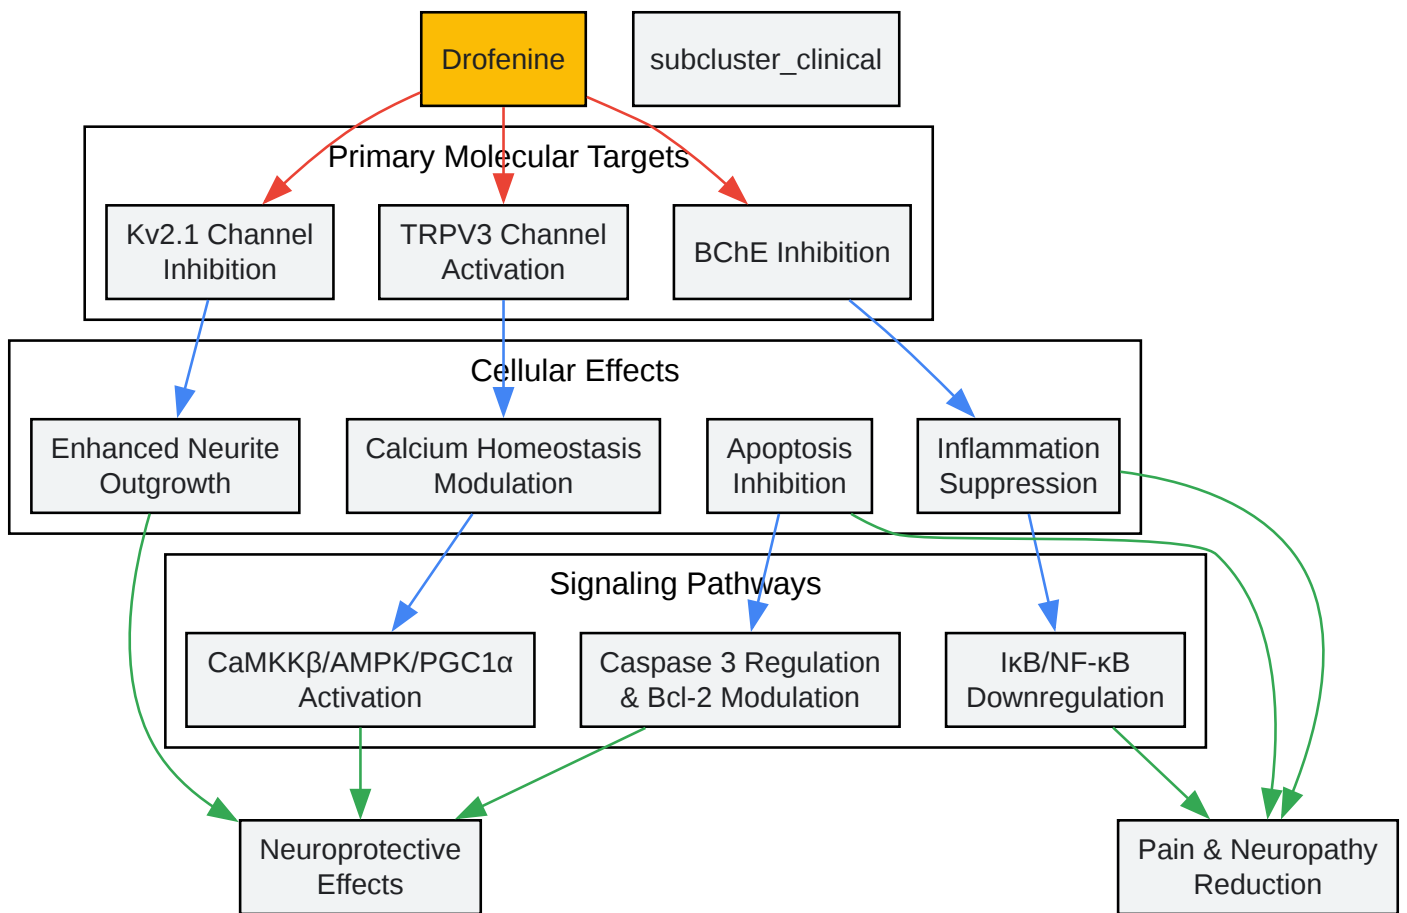 Drofenine
subcluster_clinical
Primary Molecular Targets
Kv2.1 Channel
Inhibition
TRPV3 Channel
Activation
BChE Inhibition
Cellular Effects
Enhanced Neurite
Outgrowth
Calcium Homeostasis
Modulation
Apoptosis
Inhibition
Inflammation
Suppression
Signaling Pathways
CaMKKβ/AMPK/PGC1α
Activation
Caspase 3 Regulation
& Bcl-2 Modulation
IκB/NF-κB
Downregulation
Neuroprotective
Effects
Pain & Neuropathy
Reduction